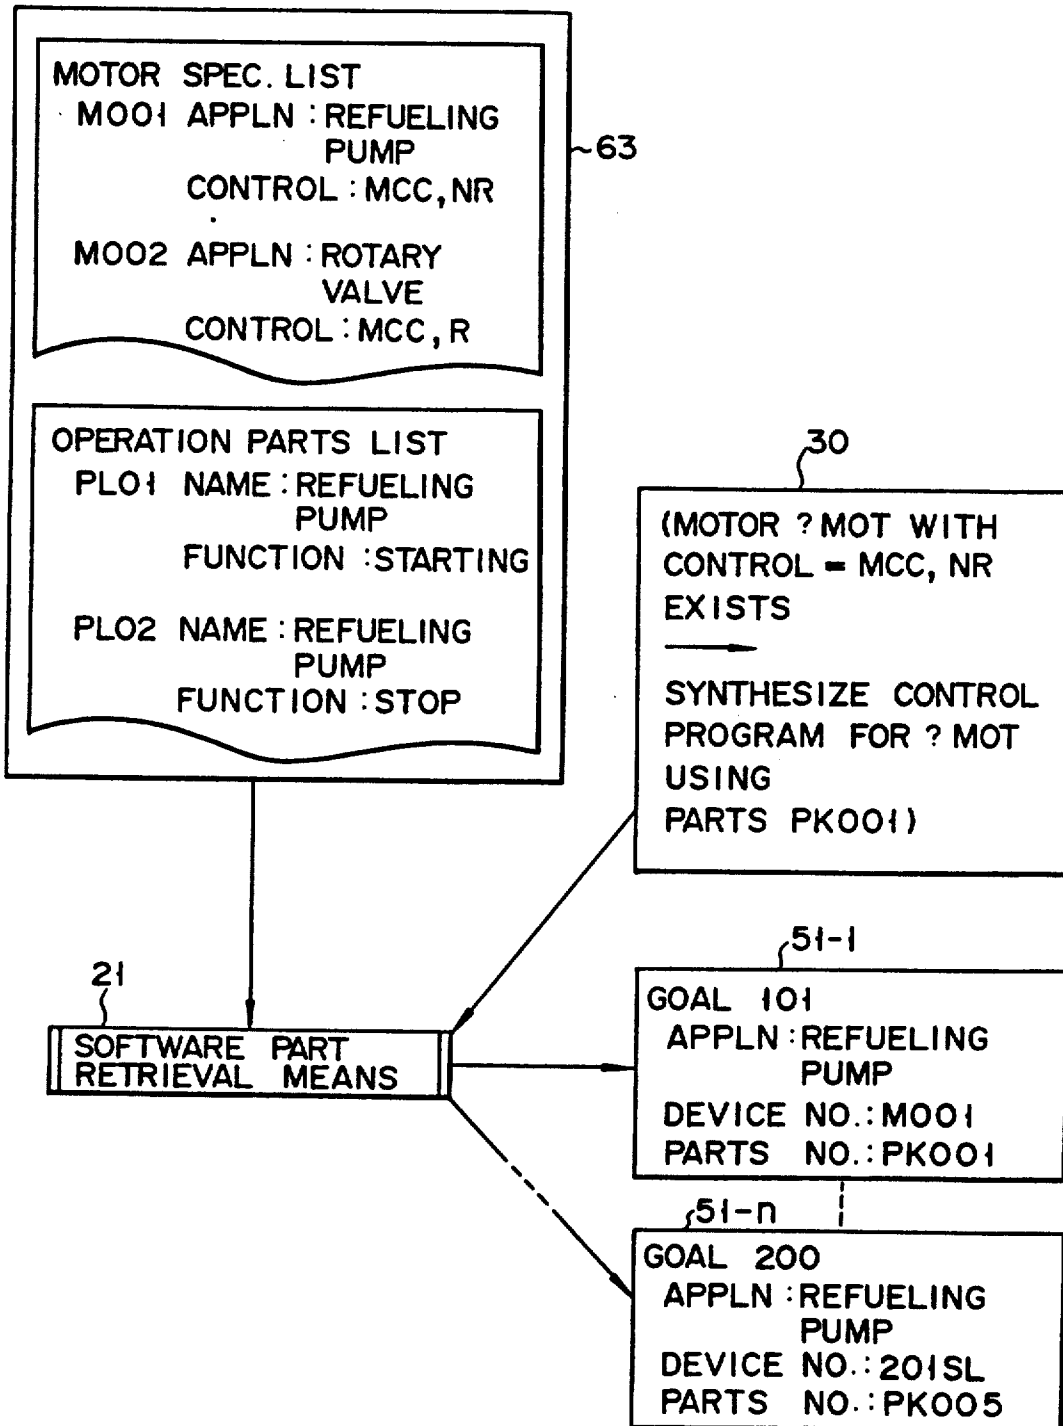 MOTOR SPEC. LIST
M001 APPLN : REFUELING
PUMP
CONTROL : MCC, NR
M002 APPLN : ROTARY
VALVE
CONTROL : MCC, R
63
OPERATION PARTS LIST
PL01 NAME : REFUELING
PUMP
FUNCTION : STARTING
PL02 NAME : REFUELING
PUMP
FUNCTION : STOP
30
(MOTOR ? MOT WITH
CONTROL = MCC, NR
EXISTS
SYNTHESIZE CONTROL
PROGRAM FOR ? MOT
USING
PARTS PK001)
21
SOFTWARE PART
RETRIEVAL MEANS
51-1
GOAL 101
APPLN : REFUELING
PUMP
DEVICE NO. : M001
PARTS NO. : PK001
51-n
GOAL 200
APPLN : REFUELING
PUMP
DEVICE NO. : 201SL
PARTS NO. : PK005